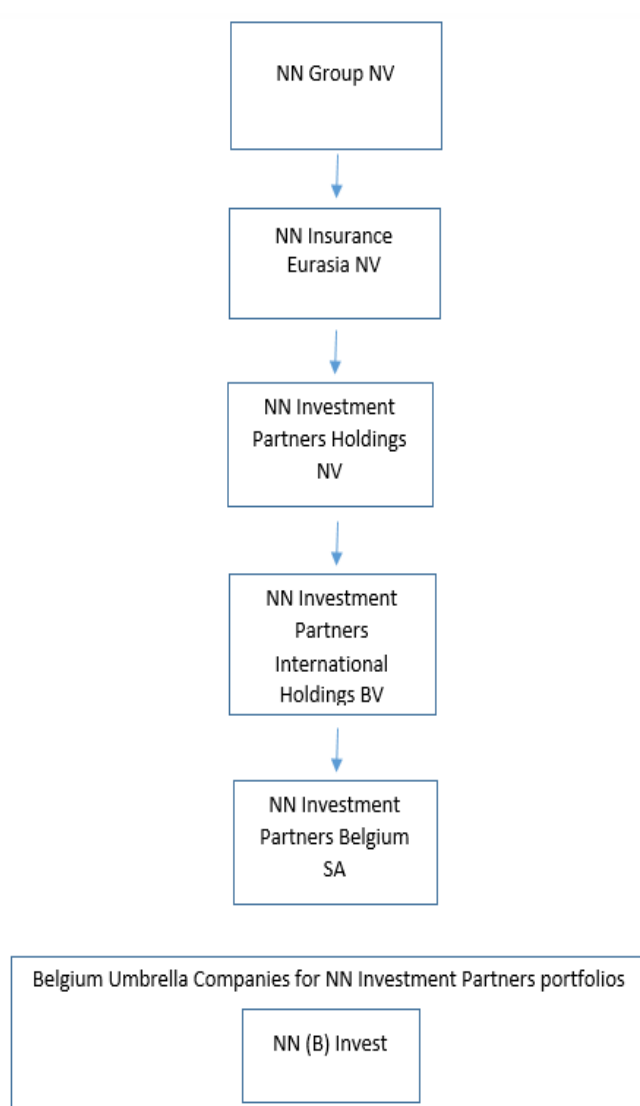 NN Group NV
NN Insurance
Eurasia NV
NN Investment
Partners Holdings
NV
NN Investment
Partners
International
Holdings BV
NN Investment
Partners Belgium
SA
Belgium Umbrella Companies for NN Investment Partners portfolios
NN (B) Invest